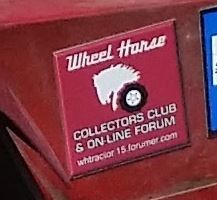 Wheel Horse
COLLECTORS CLUB
& ON-LINE FORUM
whtractor15.forumer.com